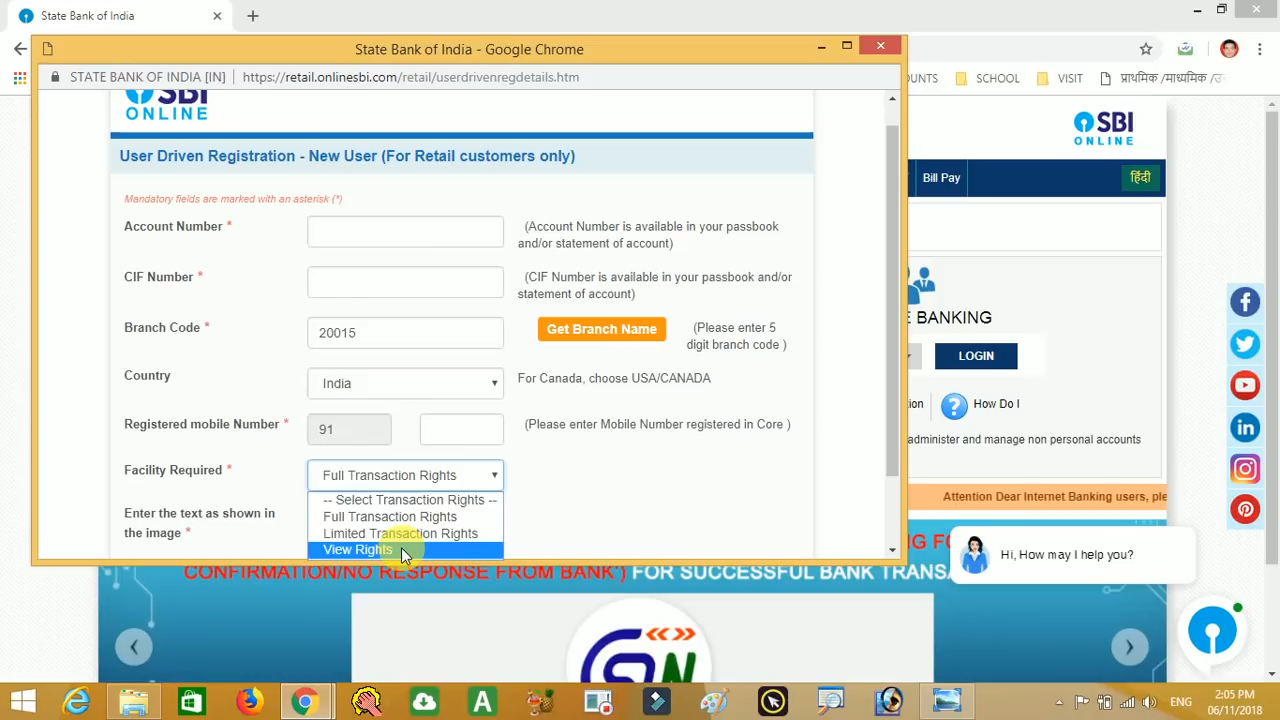 State Bank of India
State Bank of India - Google Chrome
STATE BANK OF INDIA [IN] https://retail.onlinesbi.com/retail/userdrivenregdetails.htm
SCHOOL VISIT प्राथमिक /माध्यमिक
SBI
ONLINE
User Driven Registration - New User (For Retail customers only)
Mandatory fields are marked with an asterisk (*)
Account Number * (Account Number is available in your passbook
and/or statement of account)
CIF Number * (CIF Number is available in your passbook and/or
statement of account)
Branch Code * 20015 Get Branch Name (Please enter 5
digit branch code )
Country India For Canada, choose USA/CANADA
Registered mobile Number * 91 (Please enter Mobile Number registered in Core )
Facility Required * Full Transaction Rights
-- Select Transaction Rights --
Full Transaction Rights
Limited Transaction Rights
View Rights
Enter the text as shown in
the image *
SBI
ONLINE
Bill Pay हिंदी
BANKING
LOGIN
How Do I
administer and manage non personal accounts
Attention Dear Internet Banking users,
Hi, How may I help you?
CONFIRMATION/NO RESPONSE FROM BANK') FOR SUCCESSFUL BANK
ENG
2:05 PM
06/11/2018